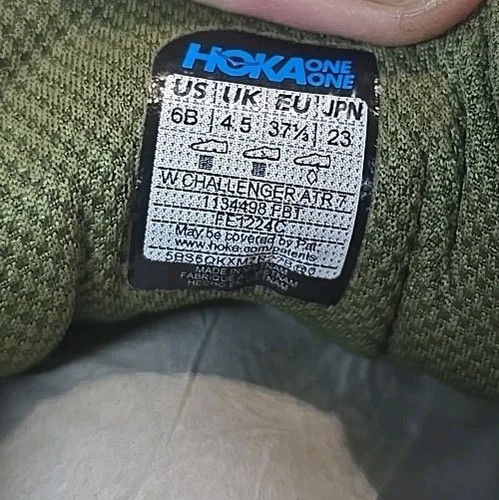 HOKA ONE ONE
US UK EU JPN
6B 4.5 37⅓ 23
W CHALLENGER ATR 7
1134498 FBT
FE1224C
May be covered by Pat.
www.hoka.com/patents
MADE IN VIETNAM